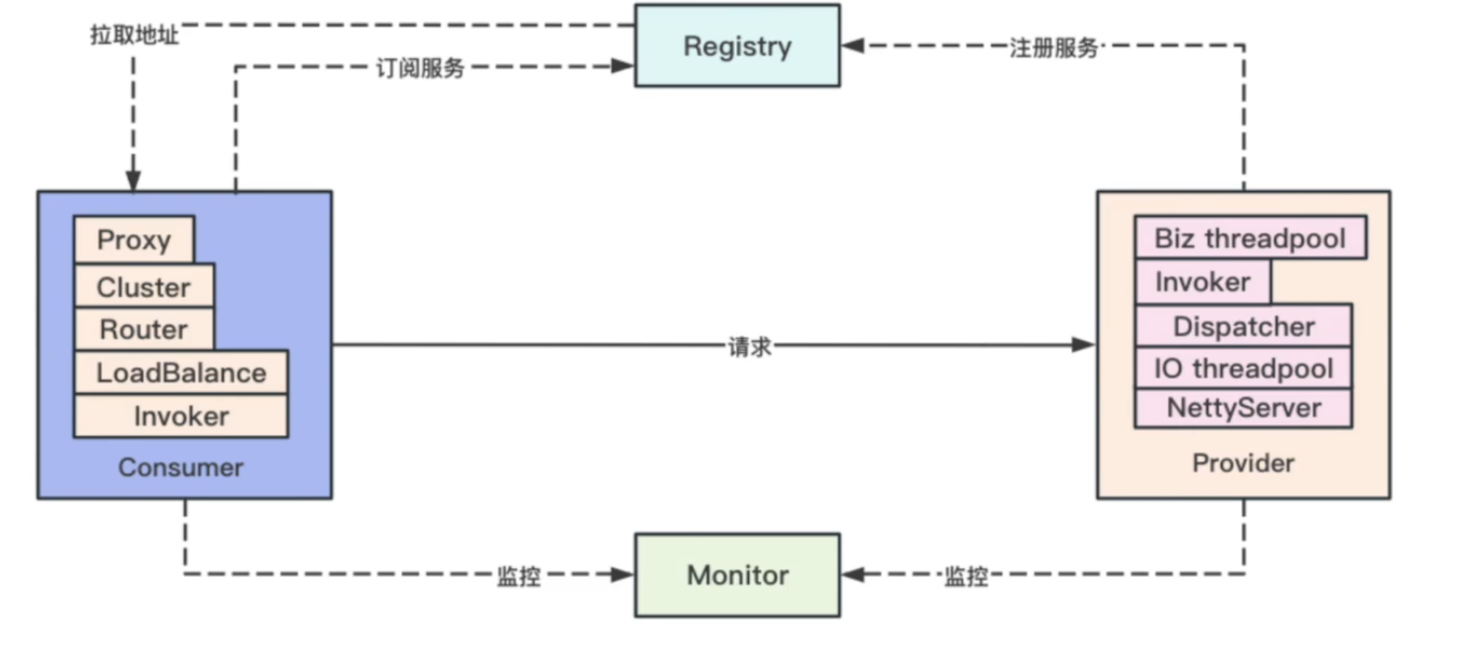 拉取地址
Registry
注册服务
订阅服务
Proxy
Cluster
Router
LoadBalance
Invoker
Consumer
请求
Biz threadpool
Invoker
Dispatcher
IO threadpool
NettyServer
Provider
监控
Monitor
监控